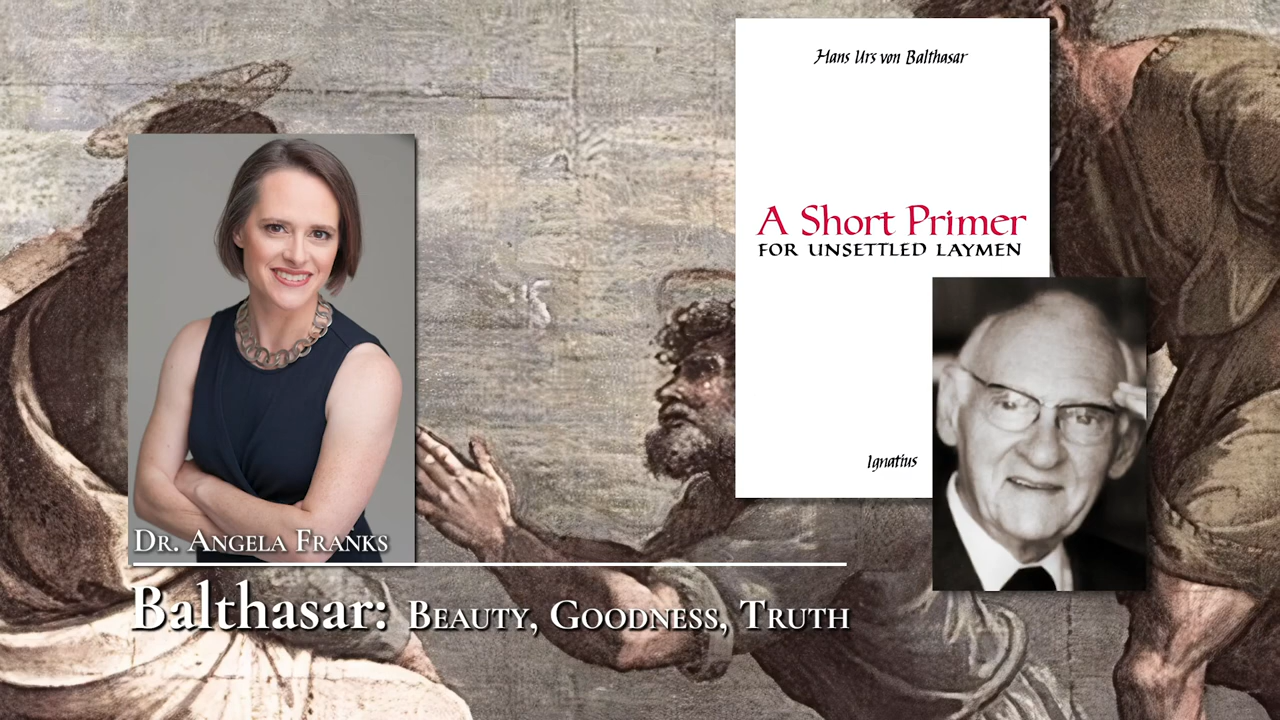 Hans Urs von Balthasar
A Short Primer
FOR UNSETTLED LAYMEN
Ignatius
Dr. Angela Franks
Balthasar: Beauty, Goodness, Truth